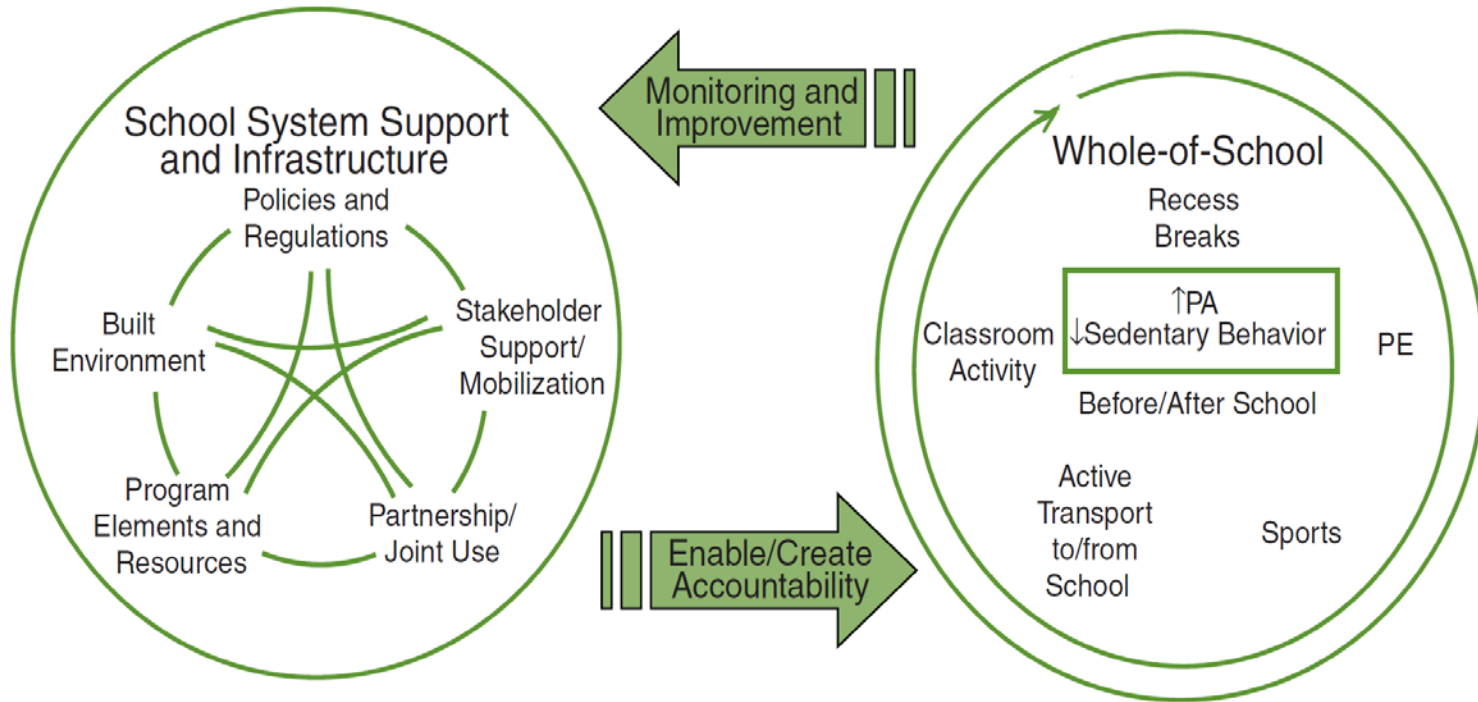 School System Support
and Infrastructure
Policies and
Regulations
Built
Environment
Stakeholder
Support/
Mobilization
Program
Elements and
Resources
Partnership/
Joint Use
Monitoring and
Improvement
Enable/Create
Accountability
Whole-of-School
Recess
Breaks
↑PA
↓Sedentary Behavior
Classroom
Activity
PE
Before/After School
Active
Transport
to/from
School
Sports